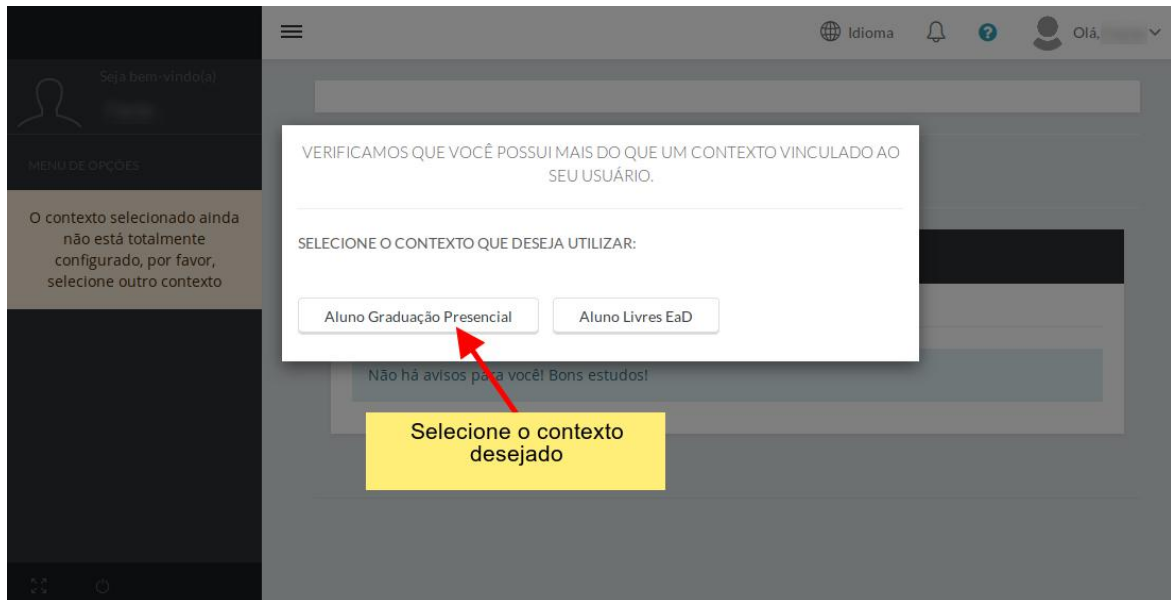 Idioma
Olá,
Seja bem-vindo(a)
MENU DE OPÇÕES
O contexto selecionado ainda
não está totalmente
configurado, por favor,
selecione outro contexto
VERIFICAMOS QUE VOCÊ POSSUI MAIS DO QUE UM CONTEXTO VINCULADO AO
SEU USUÁRIO.
SELECIONE O CONTEXTO QUE DESEJA UTILIZAR:
Aluno Graduação Presencial
Aluno Livres EaD
Não há avisos para você! Bons estudos!
Selecione o contexto
desejado